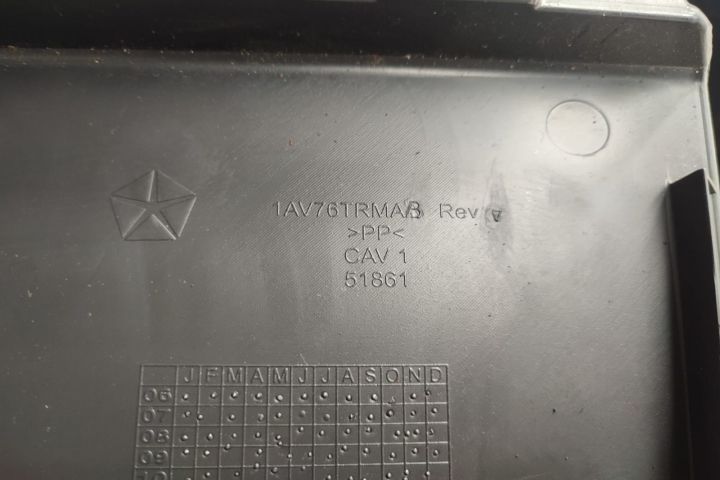 1AV76TRMAB Rev
>PP<
CAV 1
51861
J F M A M J J A S O N D
06
07
08
09